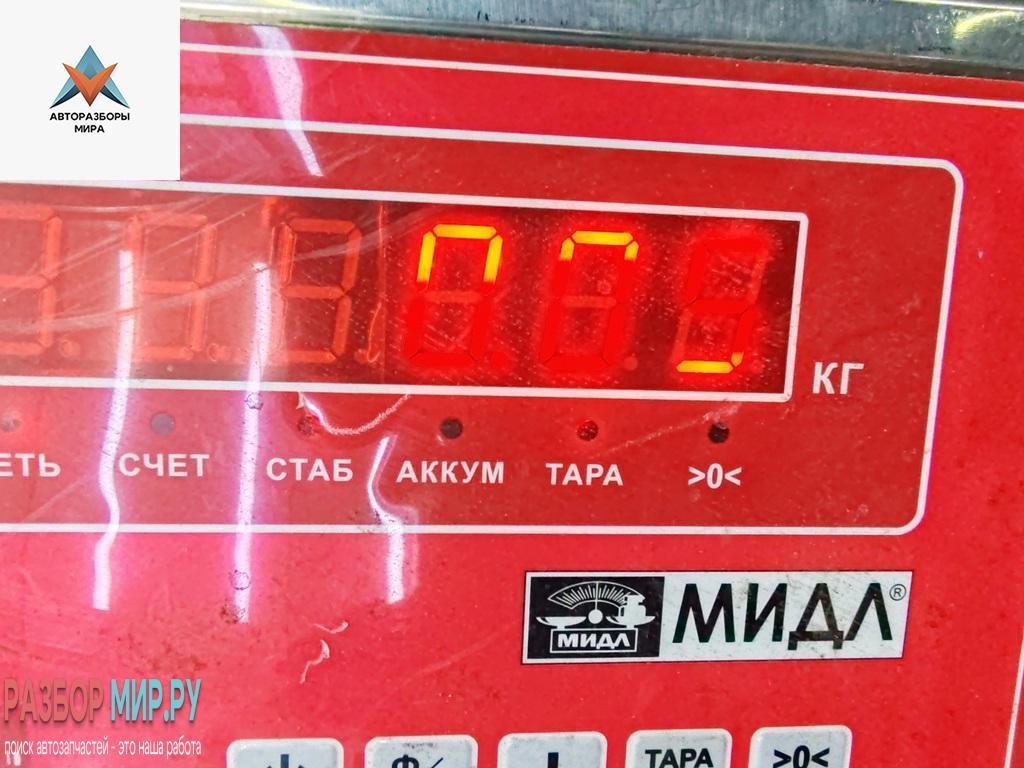 АВТОРАЗБОРЫ
МИРА
КГ
ЕТЬ СЧЕТ СТАБ АККУМ ТАРА >0<
МИДЛ МИДЛ®
РАЗБОР МИР.РУ
поиск автозапчастей - это наша работа
ТАРА >0<